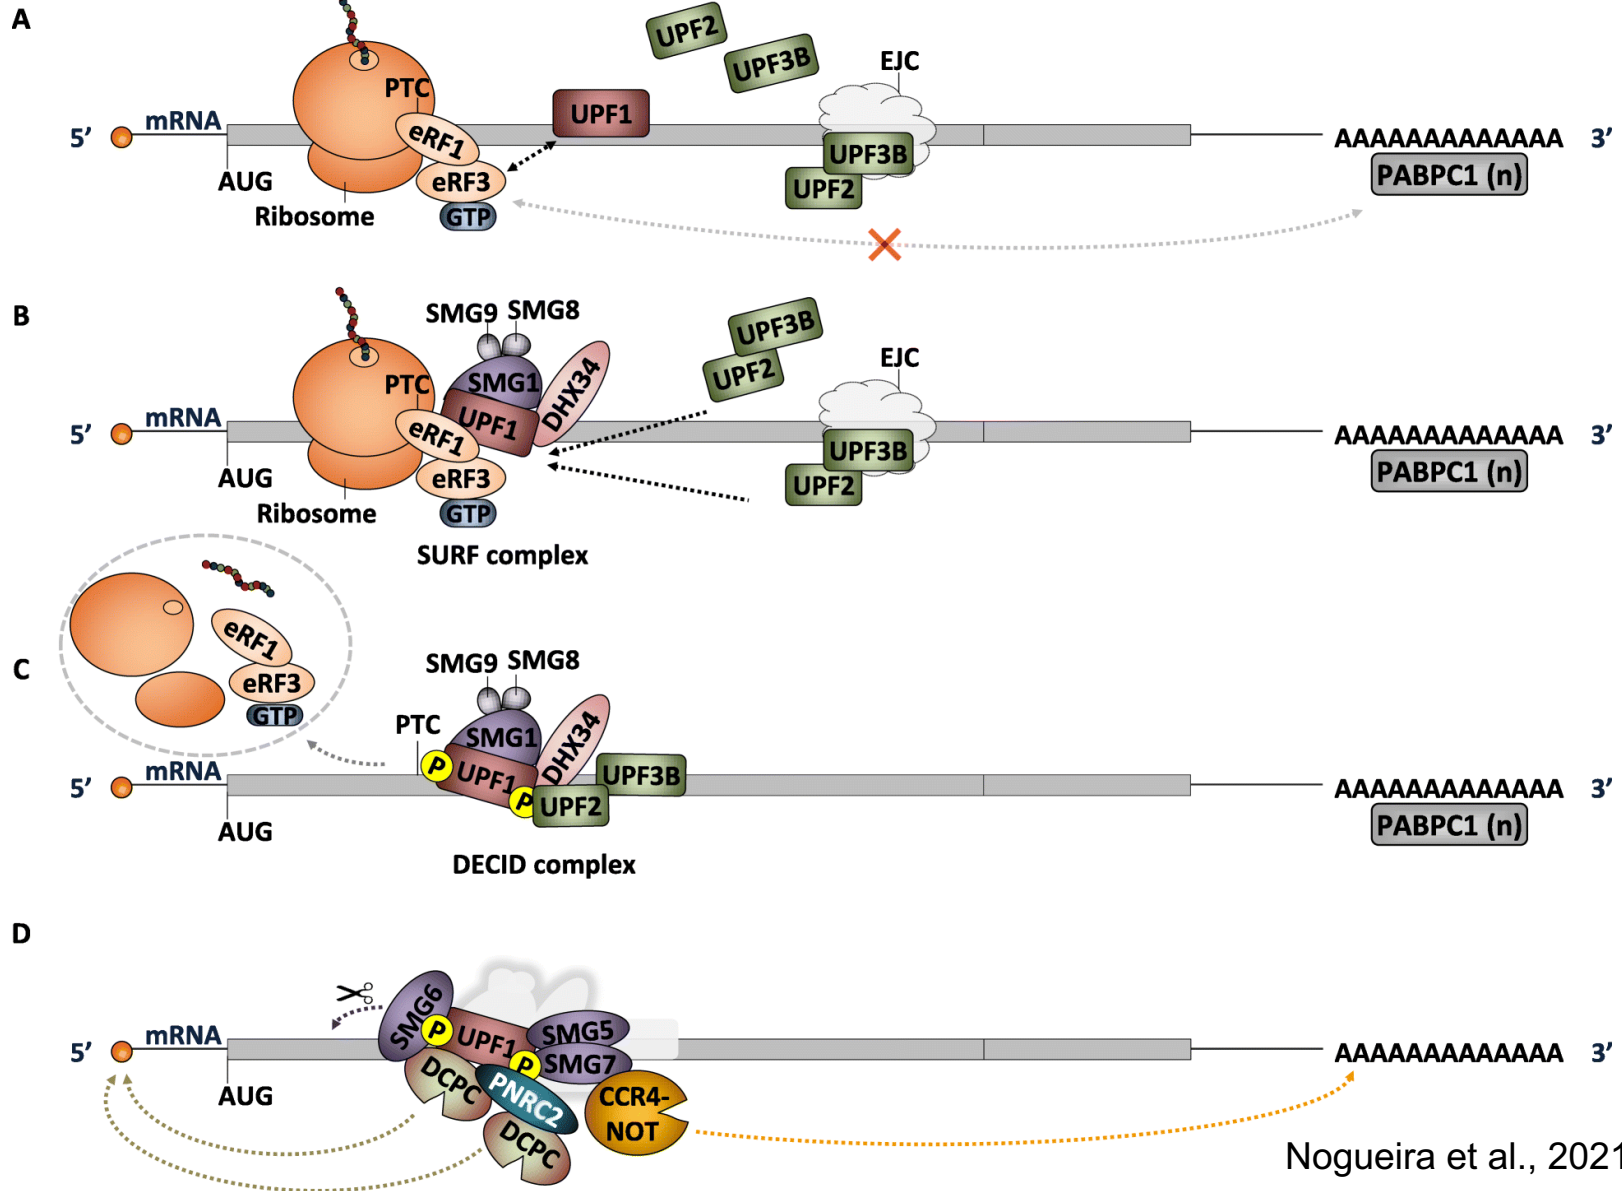 A
UPF2
UPF3B
EJC
PTC
mRNA
UPF1
5’
eRF1
AAAAAAAAAAAAA
3’
UPF3B
AUG
eRF3
UPF2
PABPC1 (n)
Ribosome
GTP
B
SMG9
SMG8
UPF3B
UPF2
EJC
PTC
SMG1
DHX34
mRNA
UPF1
5’
eRF1
AAAAAAAAAAAAA
3’
UPF3B
AUG
eRF3
UPF2
PABPC1 (n)
Ribosome
GTP
SURF complex
C
eRF1
eRF3
GTP
SMG9
SMG8
PTC
SMG1
DHX34
mRNA
P
UPF1
UPF3B
5’
AAAAAAAAAAAAA
3’
P
UPF2
AUG
PABPC1 (n)
DECID complex
D
SMG6
mRNA
P
UPF1
SMG5
5’
AAAAAAAAAAAAA
3’
P
SMG7
AUG
DCPC
PNRC2
CCR4-
NOT
DCPC
Nogueira et al., 2021